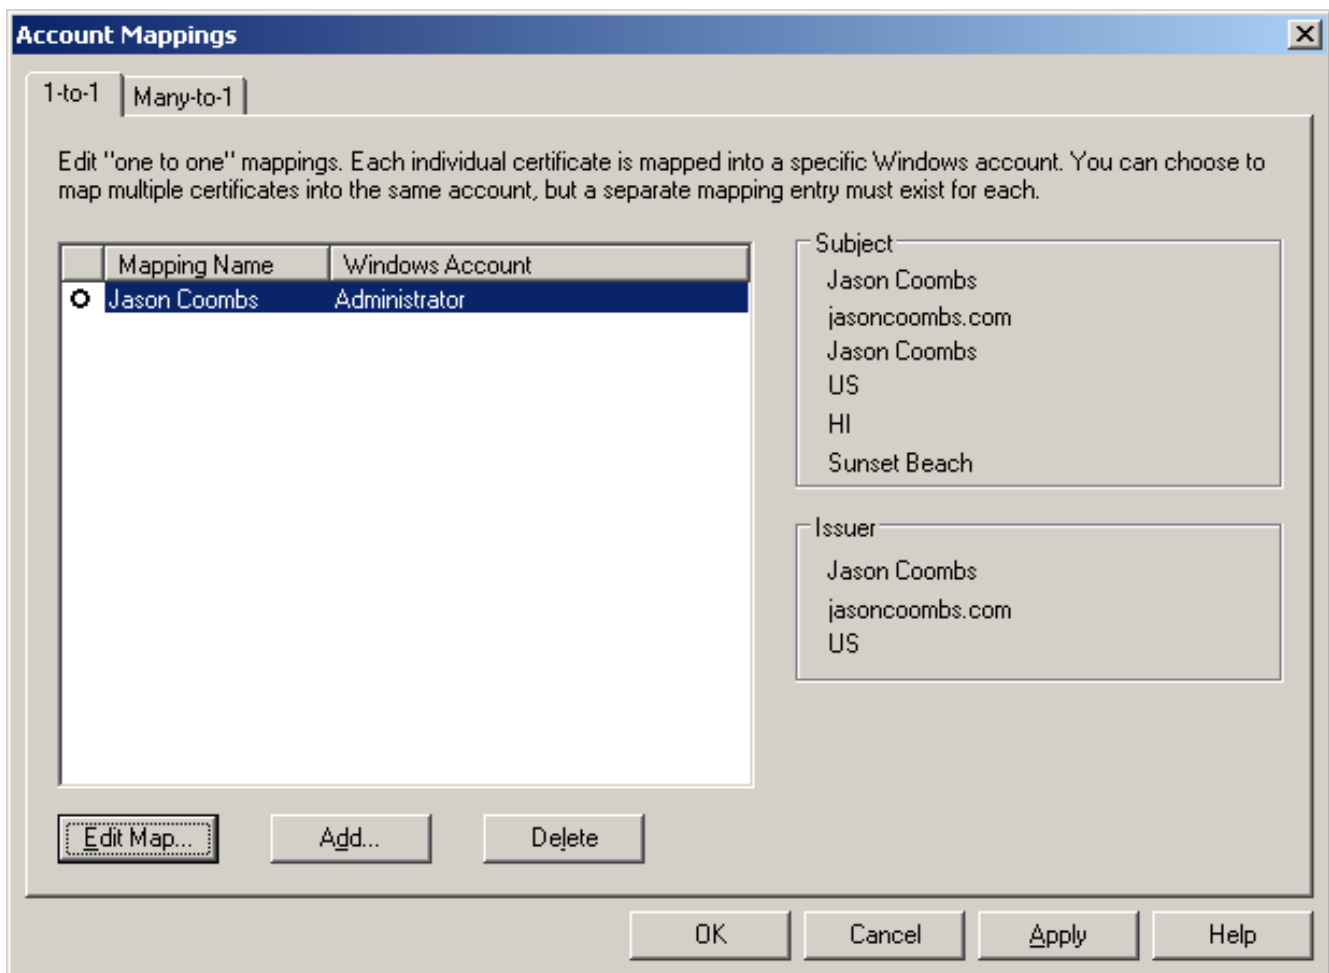 Account Mappings
1-to-1 Many-to-1
Edit "one to one" mappings. Each individual certificate is mapped into a specific Windows account. You can choose to
map multiple certificates into the same account, but a separate mapping entry must exist for each.
Mapping Name Windows Account
Jason Coombs Administrator
Subject
Jason Coombs
jasoncoombs.com
Jason Coombs
US
HI
Sunset Beach
Issuer
Jason Coombs
jasoncoombs.com
US
Edit Map... Add... Delete
OK Cancel Apply Help